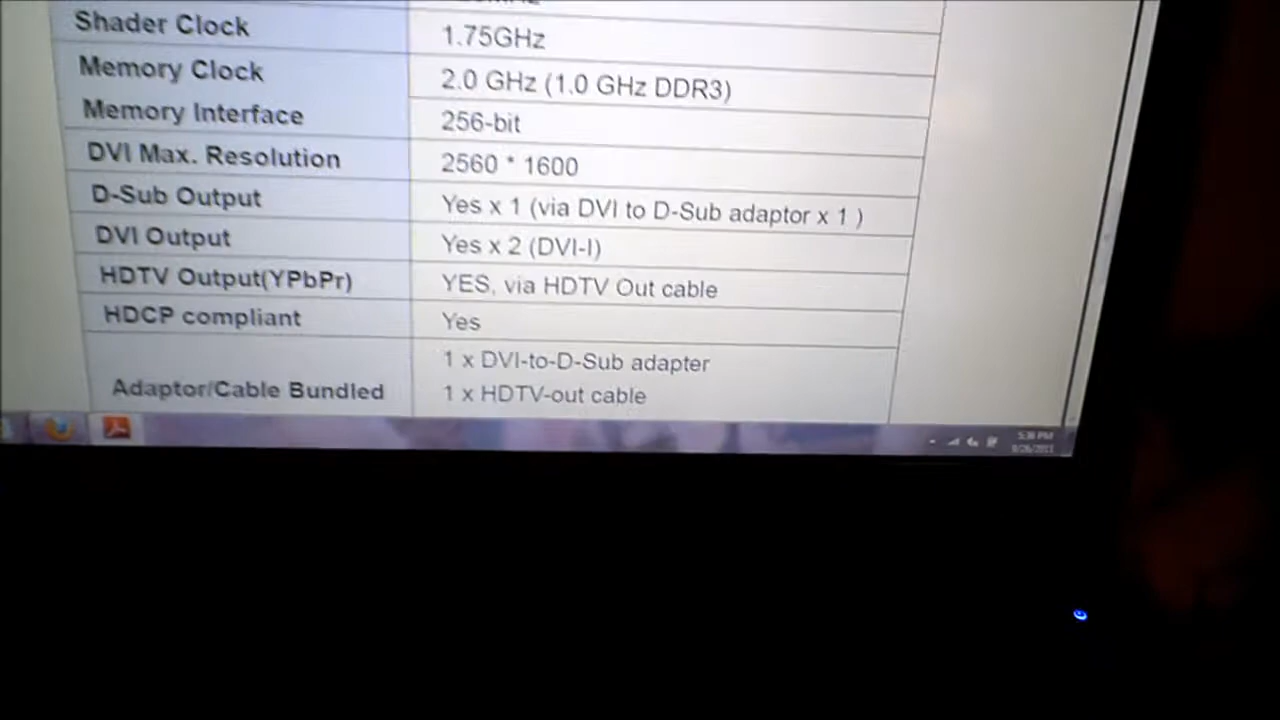 Shader Clock
1.75GHz
Memory Clock
2.0 GHz (1.0 GHz DDR3)
Memory Interface
256-bit
DVI Max. Resolution
2560 * 1600
D-Sub Output
Yes x 1 (via DVI to D-Sub adaptor x 1 )
DVI Output
Yes x 2 (DVI-I)
HDTV Output(YPbPr)
YES, via HDTV Out cable
HDCP compliant
Yes
Adaptor/Cable Bundled
1 x DVI-to-D-Sub adapter
1 x HDTV-out cable
5:36 PM